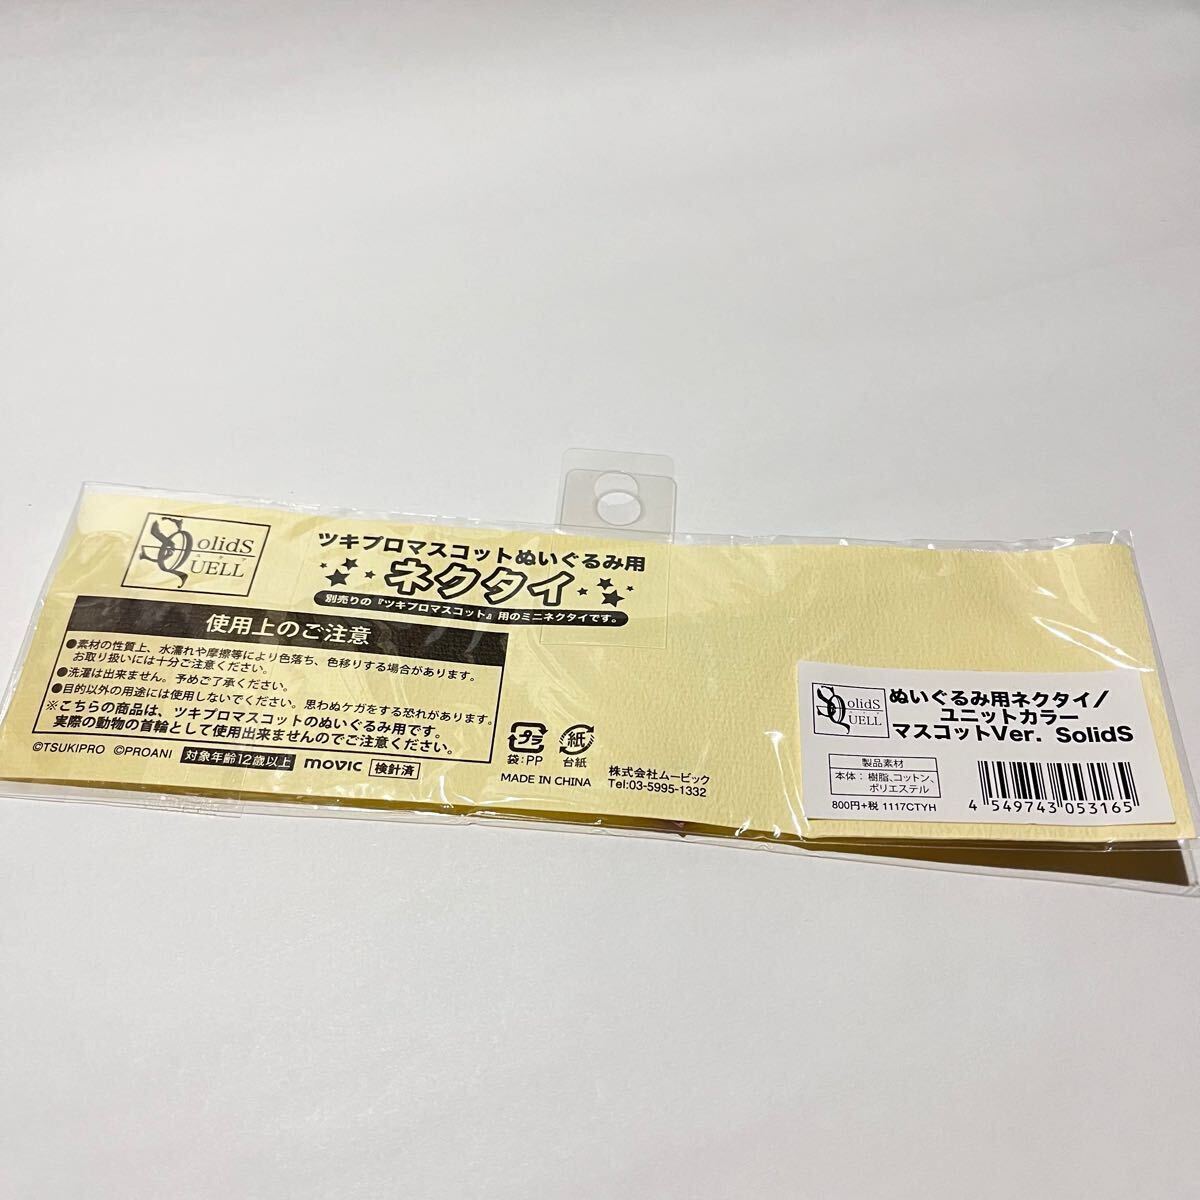 SolidS
QUELL
ツキプロマスコットぬいぐるみ用
ネクタイ
別売りの『ツキプロマスコット』用のミニネクタイです。
使用上のご注意
●素材の性質上、水濡れや摩擦等により色落ち、色移りする場合があります。
お取り扱いには十分ご注意ください。
●洗濯は出来ません。予めご了承ください。
●目的以外の用途には使用しないでください。思わぬケガをする恐れがあります。
※こちらの商品は、ツキプロマスコットのぬいぐるみ用です。
実際の動物の首輪として使用出来ませんのでご注意ください。
©TSUKIPRO ©PROANI 対象年齢12歳以上 movic 検針済
プラ
袋:PP
紙
台紙
MADE IN CHINA
株式会社ムービック
Tel:03-5995-1332
SolidS
QUELL
ぬいぐるみ用ネクタイ/
ユニットカラー
マスコットVer. SolidS
製品素材
本体:樹脂、コットン、
ポリエステル
800円+税 1117CTYH
4 549743 053165